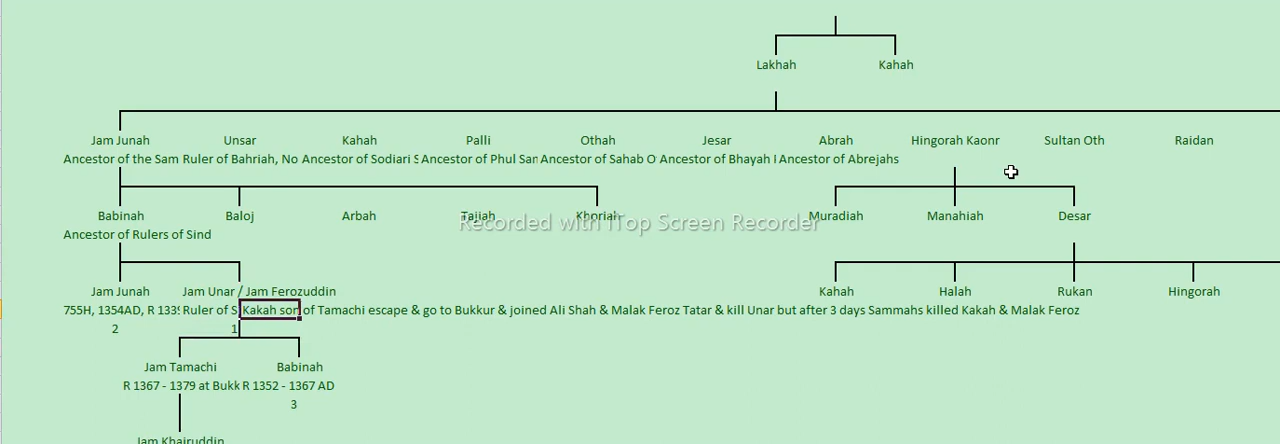 Lakhah Kahah
Jam Junah Unsar Kahah Palli Othah Jesar Abrah Hingorah Kaonr Sultan Oth Raidan
Ancestor of the Sam Ruler of Bahriah, No Ancestor of Sodiari Ancestor of Phul San Ancestor of Sahab O Ancestor of Bhayah Ancestor of Abrejahs
Babinah Baloj Arbah Tajiah Khoriah Muradiah Manahiah Desar
Recorded with iTop Screen Recorder
Ancestor of Rulers of Sind
Jam Junah Jam Unar / Jam Ferozuddin Kahah Halah Rukan Hingorah
755H, 1354AD, R 135 Ruler of S Kakah son of Tamachi escape & go to Bukkur & joined Ali Shah & Malak Feroz Tatar & kill Unar but after 3 days Sammahs killed Kakah & Malak Feroz
2 1
Jam Tamachi Babinah
R 1367 - 1379 at Bukk R 1352 - 1367 AD
3
Jam Khairuddin